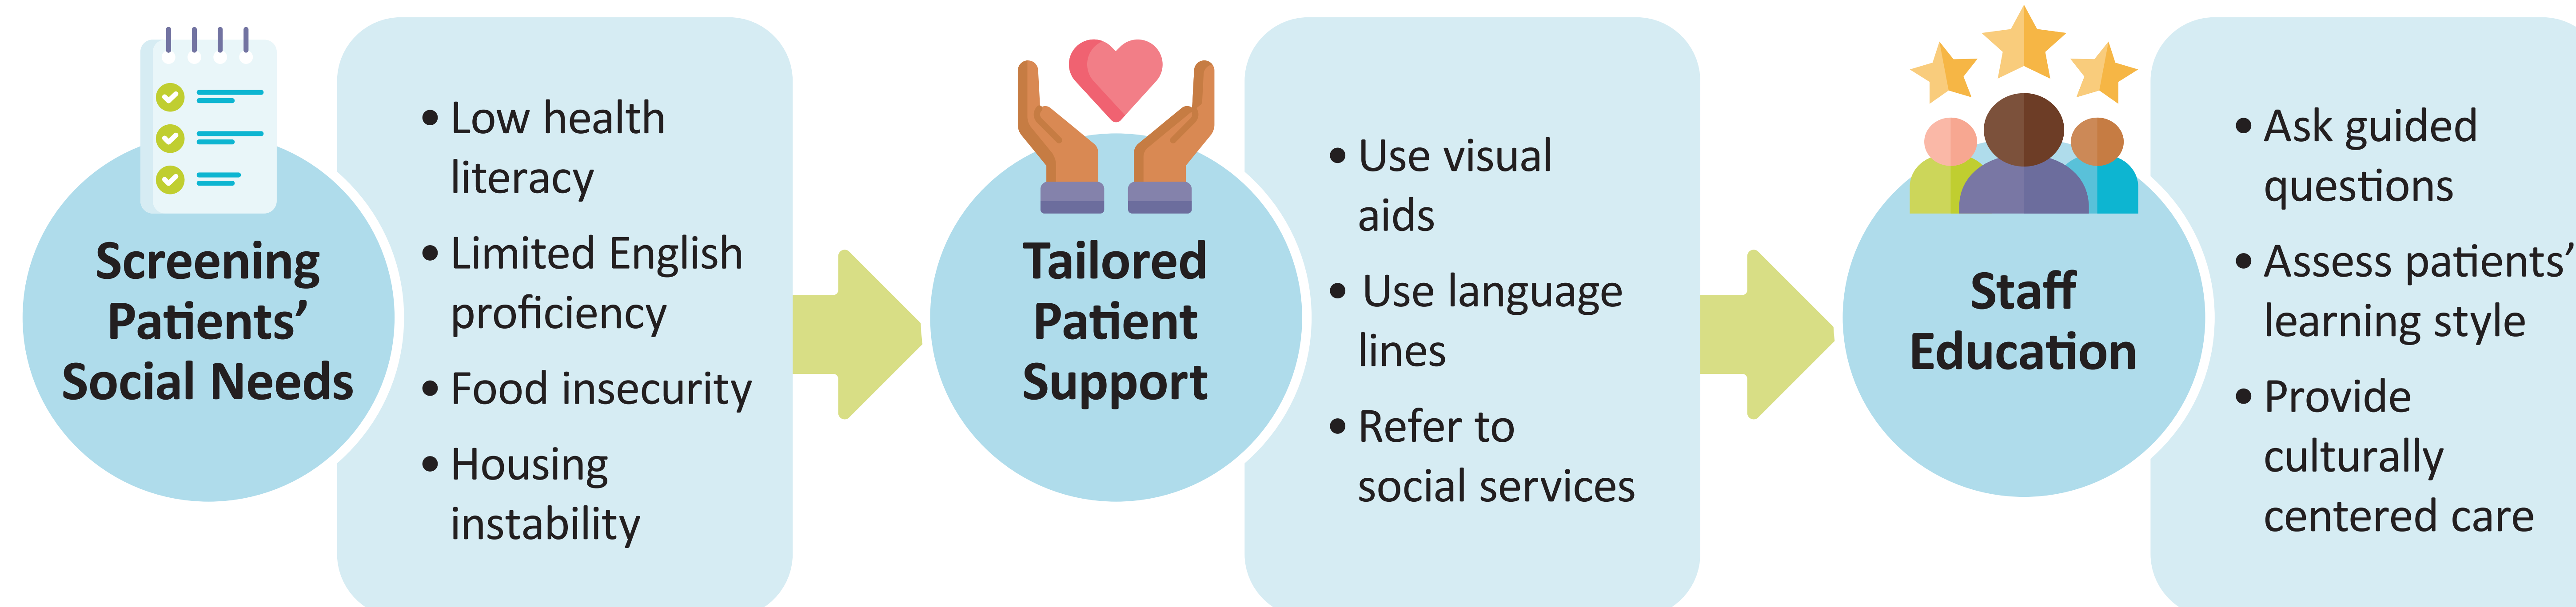 Screening
Patients’
Social Needs
• Low health
literacy
• Limited English
proficiency
• Food insecurity
• Housing
instability
Tailored
Patient
Support
• Use visual
aids
• Use language
lines
• Refer to
social services
Staff
Education
• Ask guided
questions
• Assess patients’
learning style
• Provide
culturally
centered care